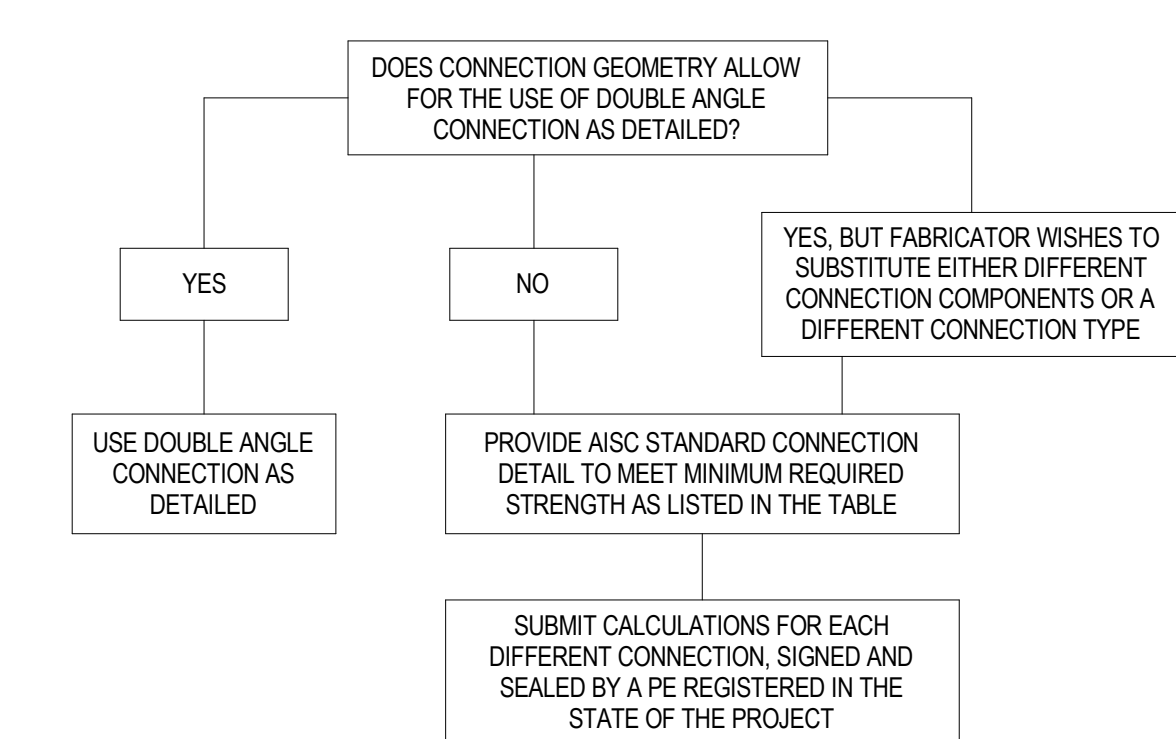 DOES CONNECTION GEOMETRY ALLOW
FOR THE USE OF DOUBLE ANGLE
CONNECTION AS DETAILED?
YES
NO
YES, BUT FABRICATOR WISHES TO
SUBSTITUTE EITHER DIFFERENT
CONNECTION COMPONENTS OR A
DIFFERENT CONNECTION TYPE
USE DOUBLE ANGLE
CONNECTION AS
DETAILED
PROVIDE AISC STANDARD CONNECTION
DETAIL TO MEET MINIMUM REQUIRED
STRENGTH AS LISTED IN THE TABLE
SUBMIT CALCULATIONS FOR EACH
DIFFERENT CONNECTION, SIGNED AND
SEALED BY A PE REGISTERED IN THE
STATE OF THE PROJECT